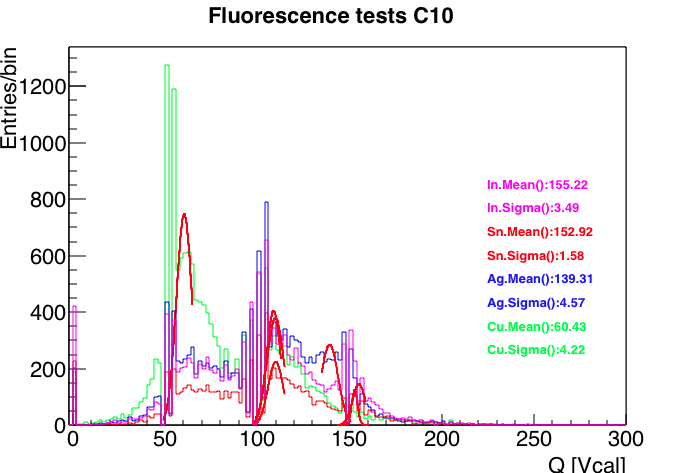 Fluorescence tests C10
Entries/bin
1200
1000
800
600
400
200
0
In.Mean():155.22
In.Sigma():3.49
Sn.Mean():152.92
Sn.Sigma():1.58
Ag.Mean():139.31
Ag.Sigma():4.57
Cu.Mean():60.43
Cu.Sigma():4.22
0 50 100 150 200 250 300
Q [Vcal]